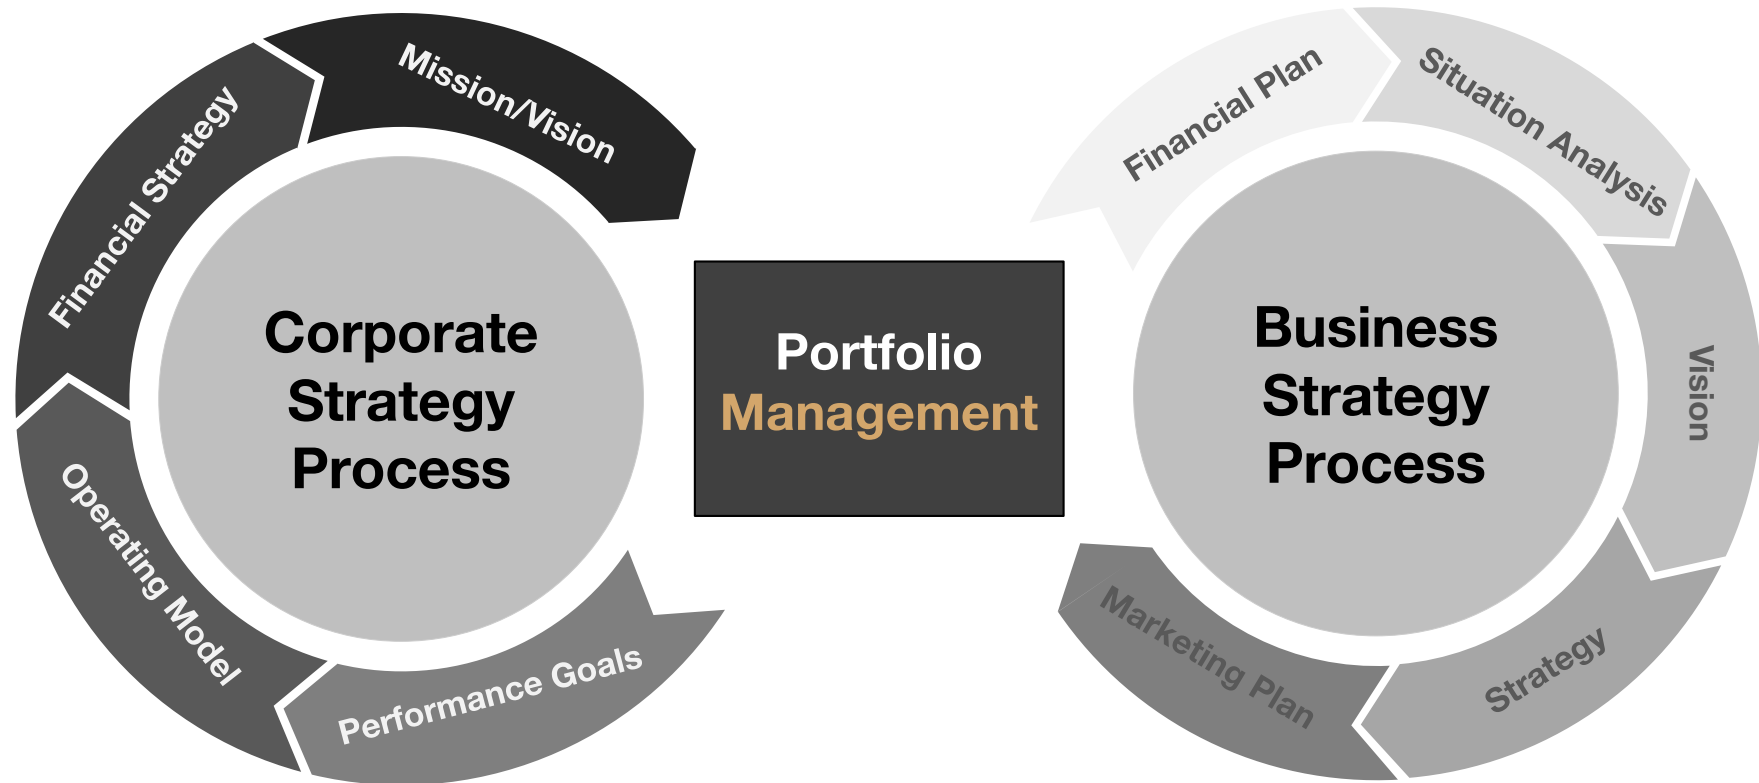 Mission/Vision
Financial Strategy
Operating Model
Performance Goals
Corporate
Strategy
Process
Portfolio
Management
Financial Plan
Situation Analysis
Vision
Strategy
Marketing Plan
Business
Strategy
Process